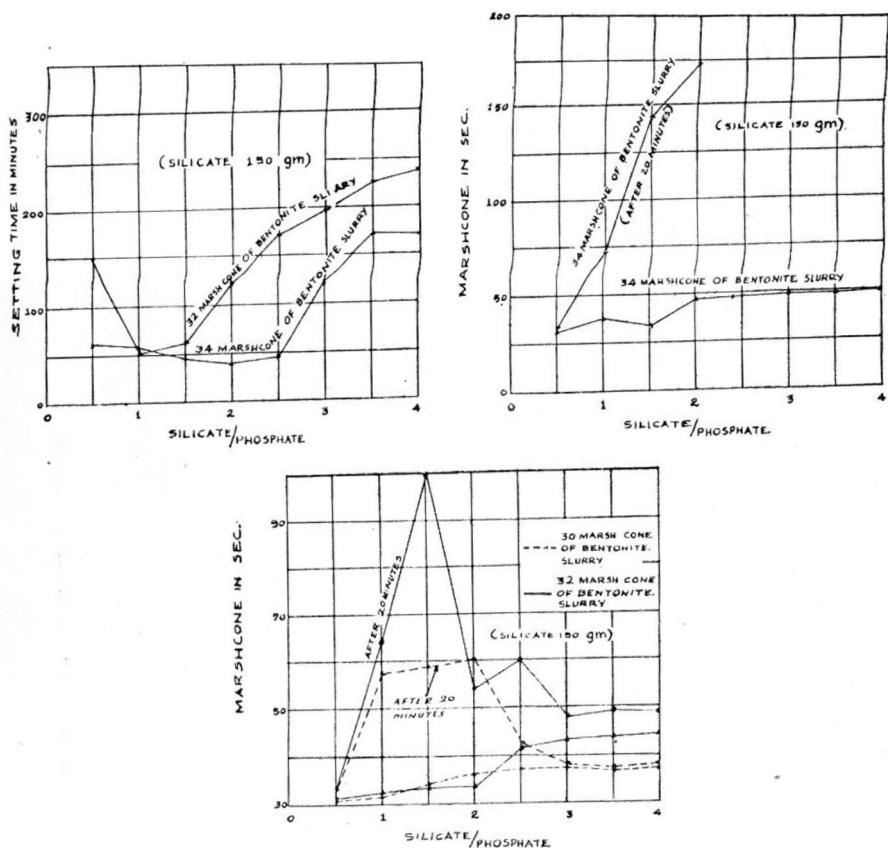 300
200
100
0
SETTING TIME IN MINUTES
(SILICATE 150 gm)
32 MARSH CONE OF BENTONITE SLIARY
34 MARSHCONE OF BENTONITE SLURRY
0 1 2 3 4
SILICATE/PHOSPHATE
200
150
100
50
0
MARSHCONE IN SEC.
34 MARSHCONE OF BENTONITE SLURRY
(AFTER 20 MINUTES)
(SILICATE 150 gm).
34 MARSHCONE OF BENTONITE SLURRY
0 1 2 3 4
SILICATE/PHOSPHATE
90
70
50
30
MARSHCONE IN SEC.
AFTER 20 MINUTES
30 MARSH CONE
OF BENTONITE.
SLURRY
32 MARSH CONE
OF BENTONITE.
SLURRY
(SILICATE 150 gm)
AFTER 20
MINUTES
0 1 2 3 4
SILICATE/PHOSPHATE